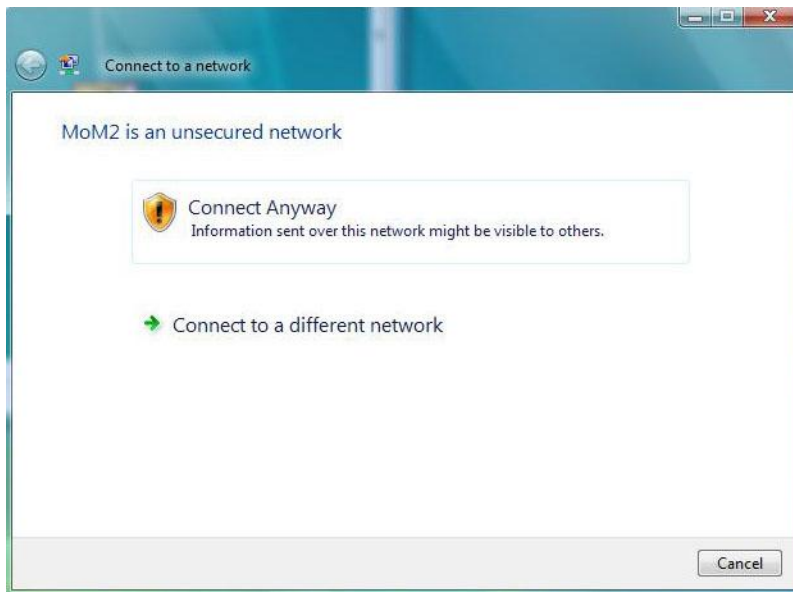 Connect to a network
MoM2 is an unsecured network
Connect Anyway
Information sent over this network might be visible to others.
Connect to a different network
Cancel